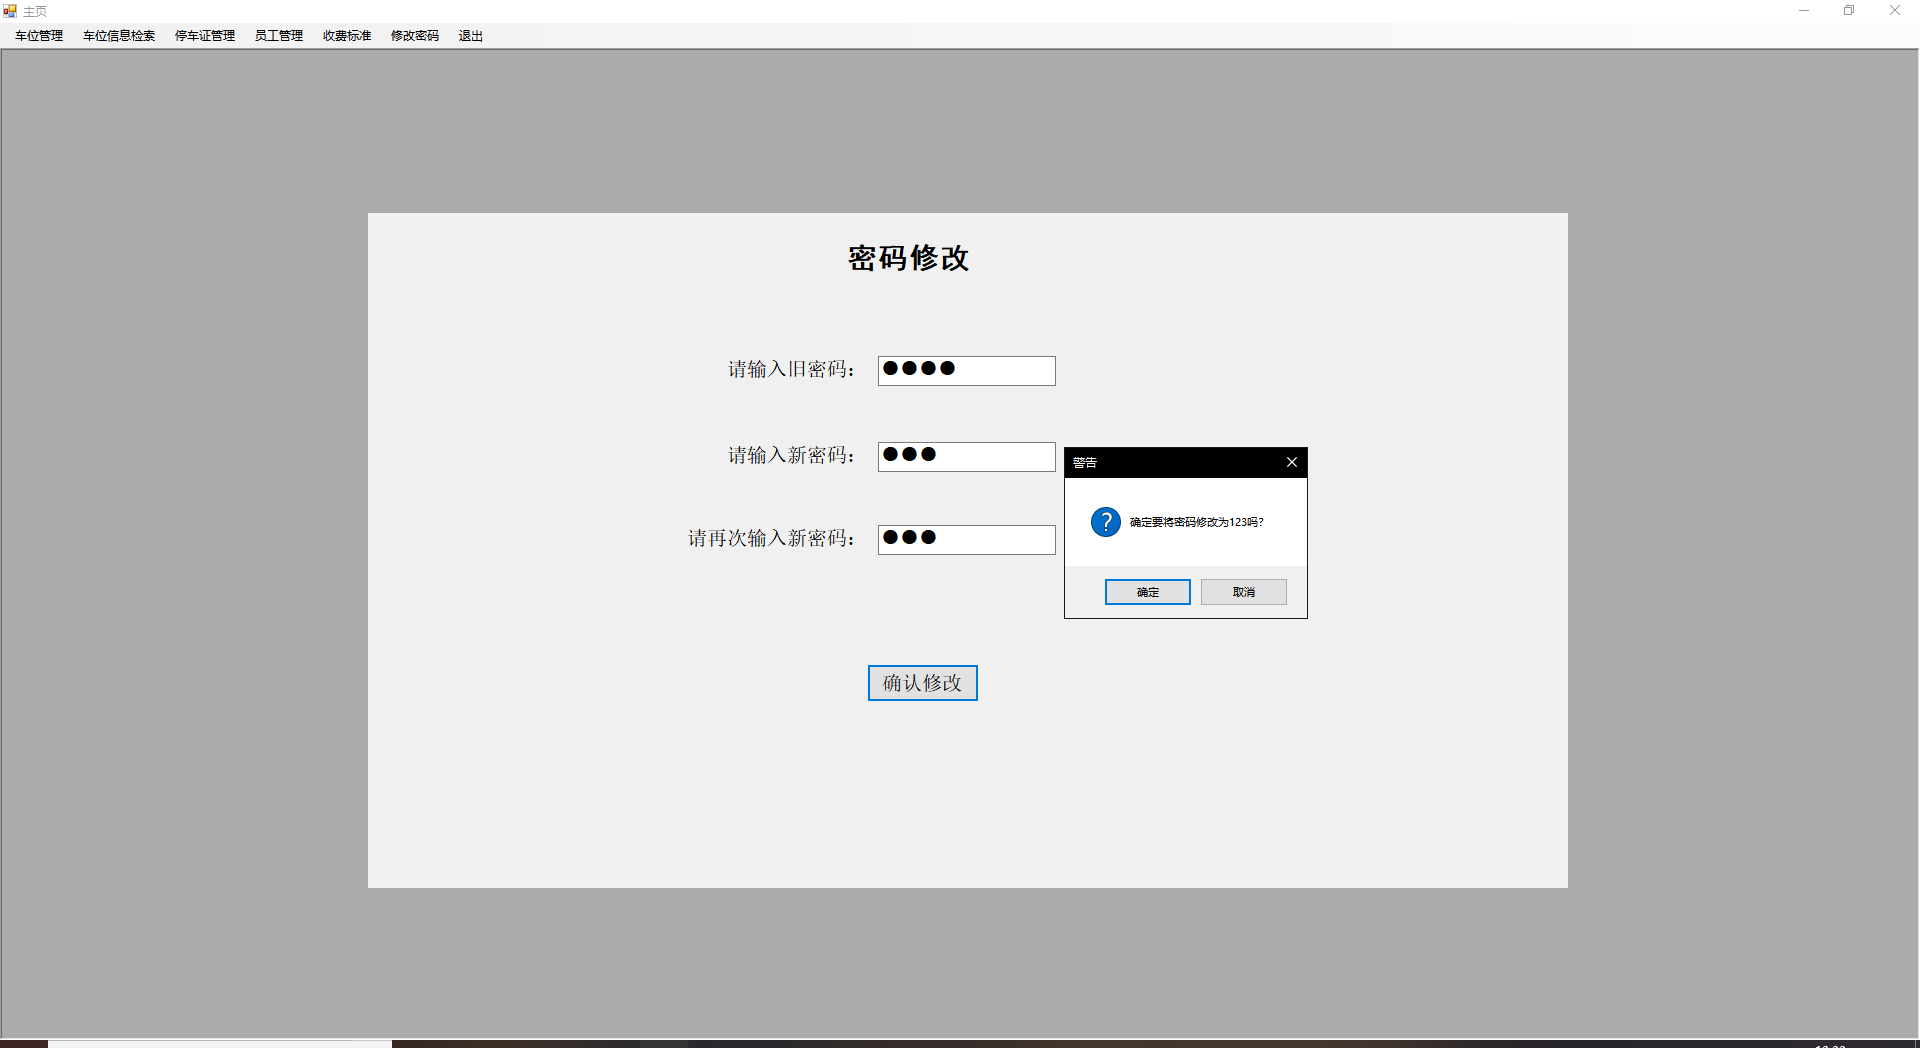 主页
车位管理 车位信息检索 停车证管理 员工管理 收费标准 修改密码 退出
密码修改
请输入旧密码：
请输入新密码：
请再次输入新密码：
警告
确定要将密码修改为123吗?
确定 取消
确认修改